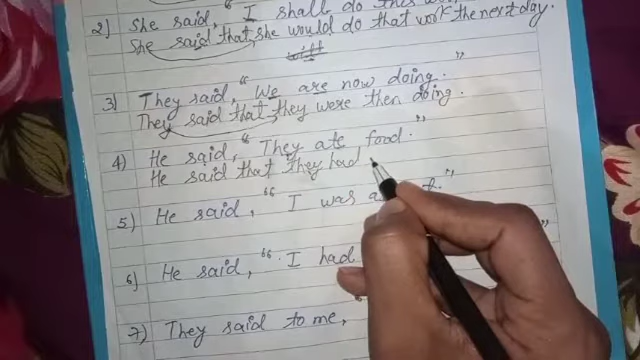 2) She said, " I shall do this
She said that, she would do that work the next day.
3) They said, " We are now doing. "
They said that, they were then doing.
4) He said, " They ate food. "
He said that they had
5) He said, " I was "
6) He said, " I had "
7) They said to me, "